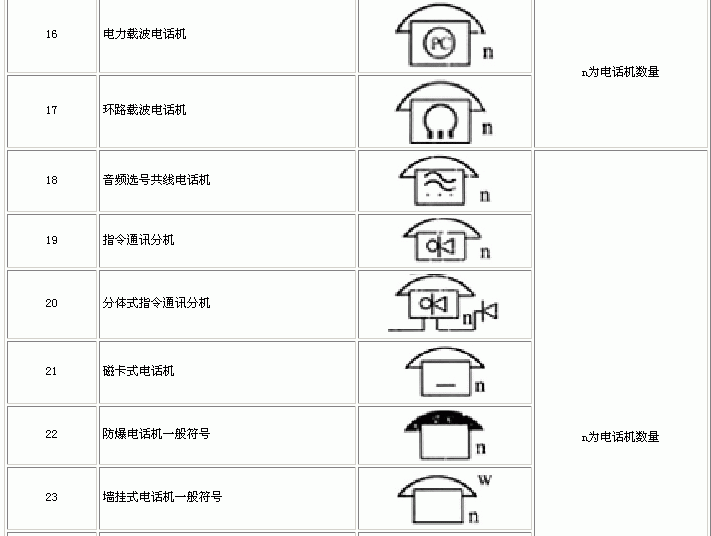 16 电力载波电话机 PC n
n为电话机数量
17 环路载波电话机 n
18 音频选号共线电话机 n
19 指令通讯分机 n
20 分体式指令通讯分机 n
21 磁卡式电话机 n
22 防爆电话机一般符号 n
n为电话机数量
23 墙挂式电话机一般符号 W n